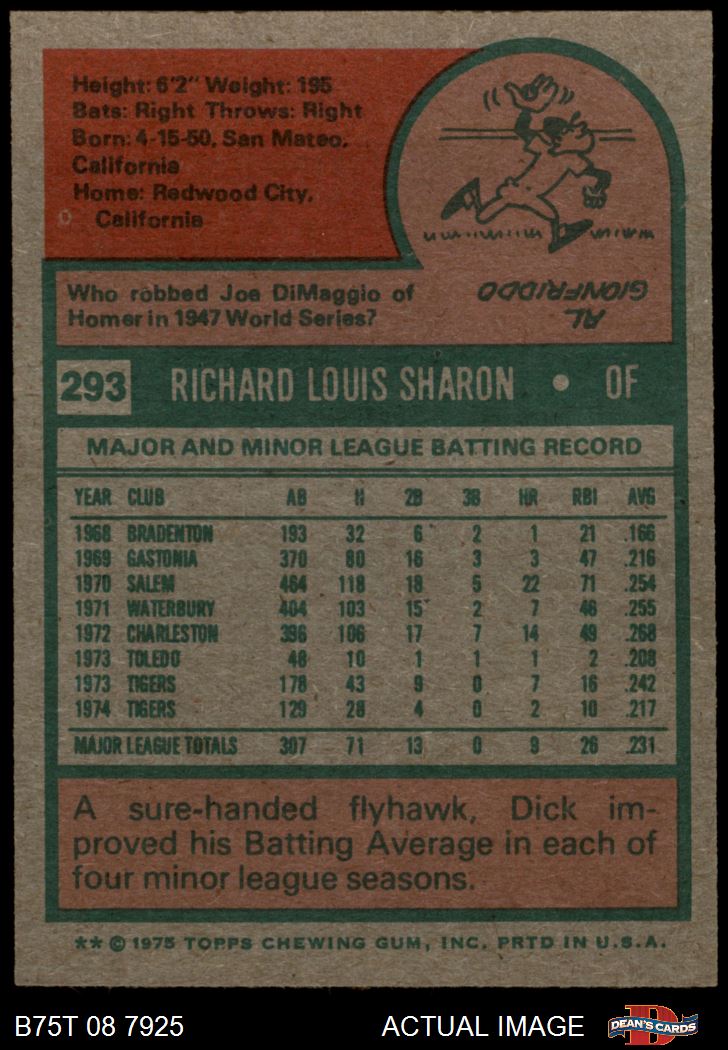 Height: 6'2" Weight: 195
Bats: Right Throws: Right
Born: 4-15-50, San Mateo,
California
Home: Redwood City,
California
Who robbed Joe DiMaggio of
Homer in 1947 World Series?
AL
GIONFRIDDO
293 RICHARD LOUIS SHARON • OF
MAJOR AND MINOR LEAGUE BATTING RECORD
YEAR CLUB AB H 2B 3B HR RBI AVG
1968 BRADENTON 193 32 6 2 1 21 .166
1969 GASTONIA 370 80 16 3 3 47 .216
1970 SALEM 464 118 18 5 22 71 .254
1971 WATERBURY 404 103 15 2 7 46 .255
1972 CHARLESTON 396 106 17 7 14 49 .268
1973 TOLEDO 48 10 1 1 1 2 .208
1973 TIGERS 178 43 9 0 7 16 .242
1974 TIGERS 129 28 4 0 2 10 .217
MAJOR LEAGUE TOTALS 307 71 13 0 9 26 .231
A sure-handed flyhawk, Dick im-
proved his Batting Average in each of
four minor league seasons.
** © 1975 TOPPS CHEWING GUM, INC. PRTD IN U.S.A.
B75T 08 7925 ACTUAL IMAGE D DEAN'S CARDS